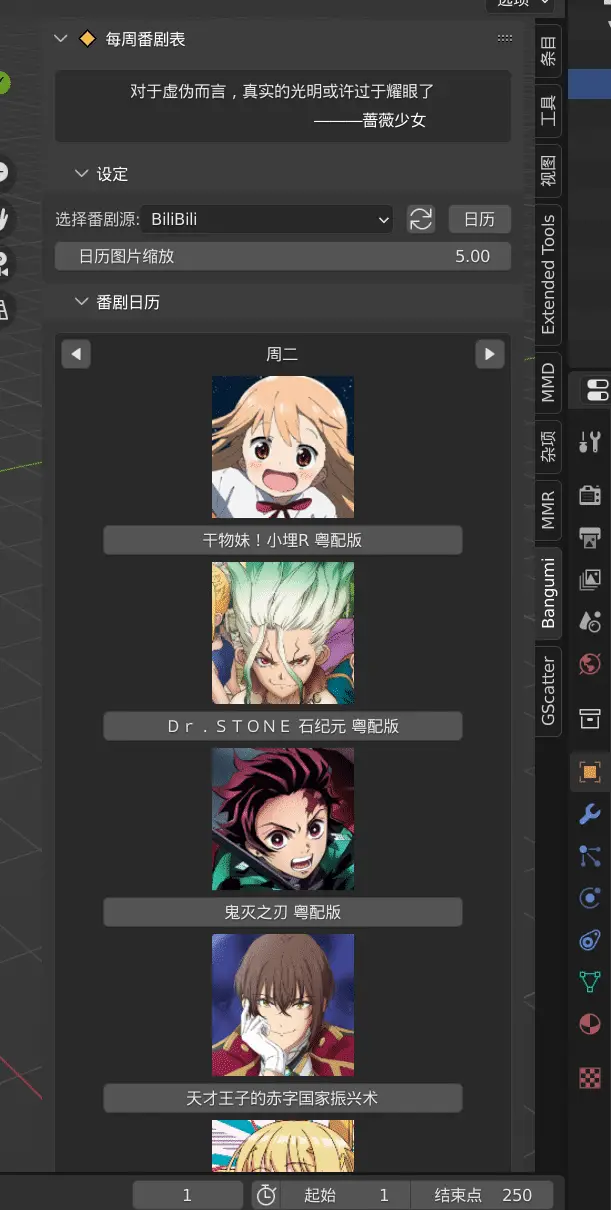 选项
每周番剧表
对于虚伪而言，真实的光明或许过于耀眼了
———蔷薇少女
设定
选择番剧源:
BiliBili
日历
日历图片缩放
5.00
番剧日历
周二
干物妹！小埋R 粤配版
Ｄｒ．ＳＴＯＮＥ 石纪元 粤配版
鬼灭之刃 粤配版
天才王子的赤字国家振兴术
条目
工具
视图
Extended Tools
MMD
杂项
MMR
Bangumi
GScatter
1
起始
1
结束点
250